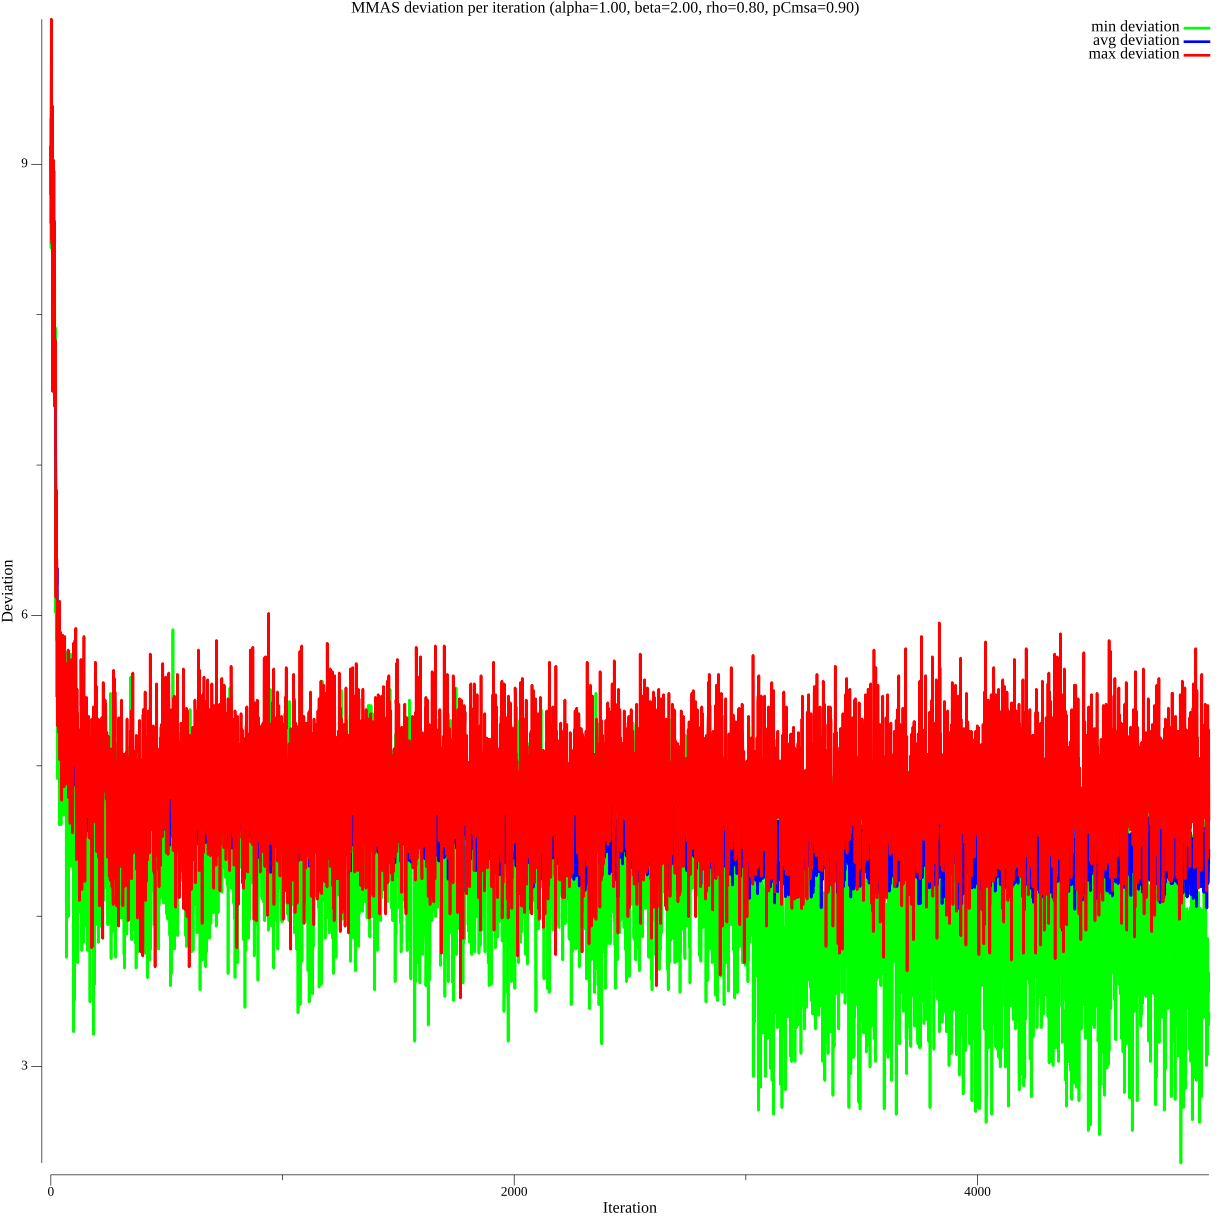 MMAS deviation per iteration (alpha=1.00, beta=2.00, rho=0.80, pCmsa=0.90)
min deviation
avg deviation
max deviation
9
6
3
Deviation
0
2000
4000
Iteration